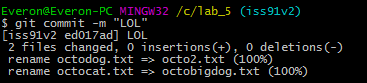 Everon@Everon-PC MINGW32 /c/lab_5 (iss91v2)
$ git commit -m "LOL"
[iss91v2 ed017ad] LOL
 2 files changed, 0 insertions(+), 0 deletions(-)
 rename octodog.txt => octo2.txt (100%)
 rename octocat.txt => octobigdog.txt (100%)